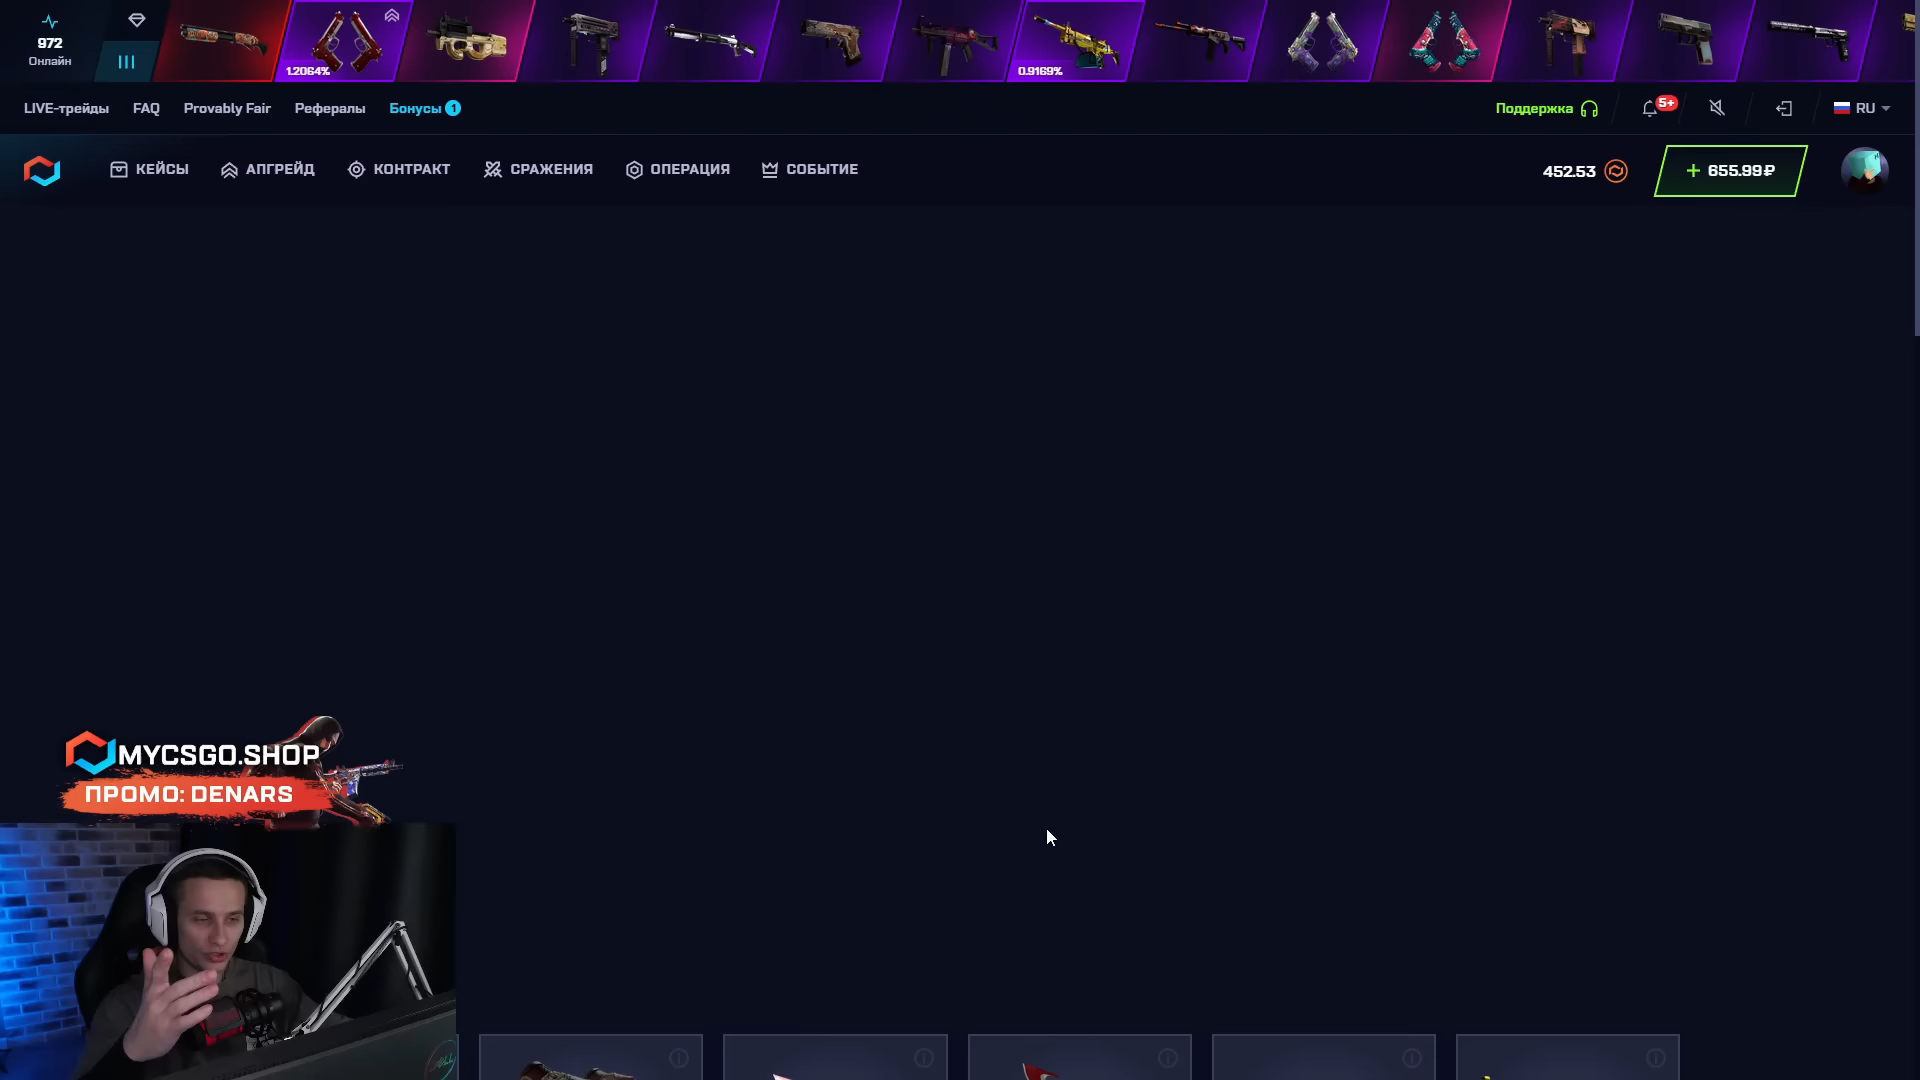 972
Онлайн
1.2064%
0.9169%
LIVE-трейды
FAQ
Provably Fair
Рефералы
Бонусы 1
Поддержка
5+
RU
КЕЙСЫ
АПГРЕЙД
КОНТРАКТ
СРАЖЕНИЯ
ОПЕРАЦИЯ
СОБЫТИЕ
452.53
+ 655.99₽
MYCSGO.SHOP
ПРОМО: DENARS